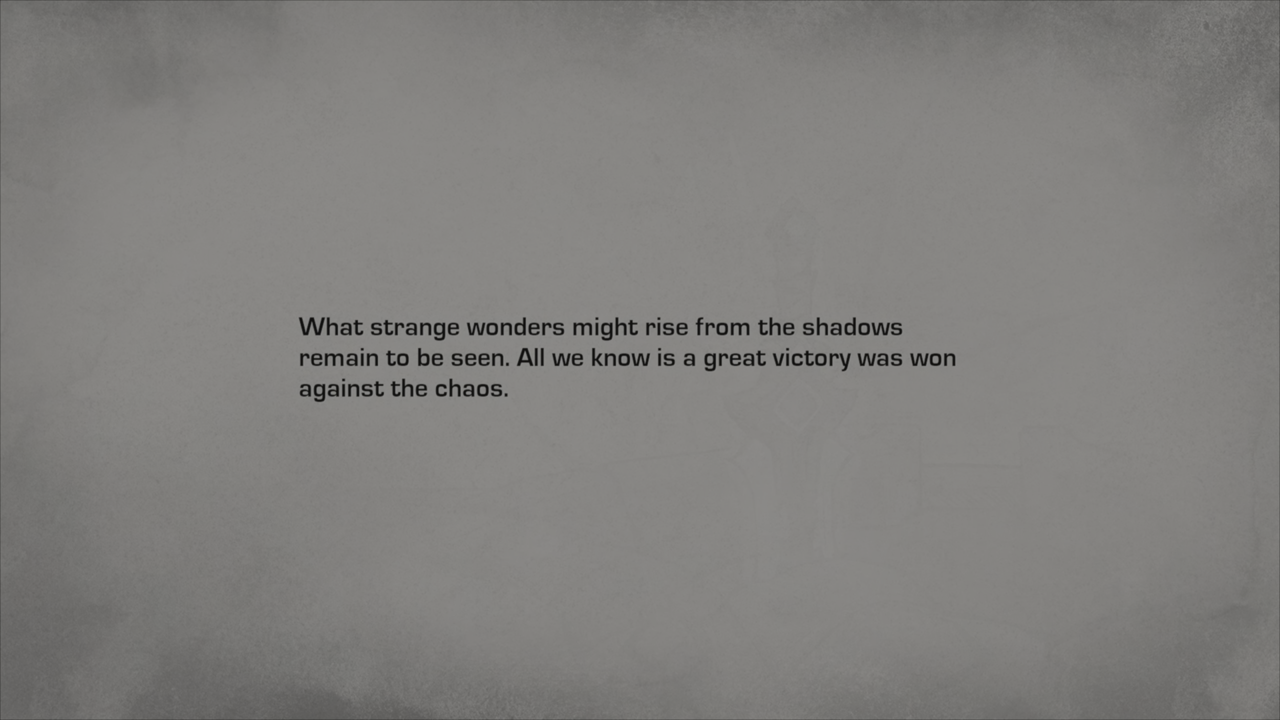 What strange wonders might rise from the shadows
remain to be seen. All we know is a great victory was won
against the chaos.